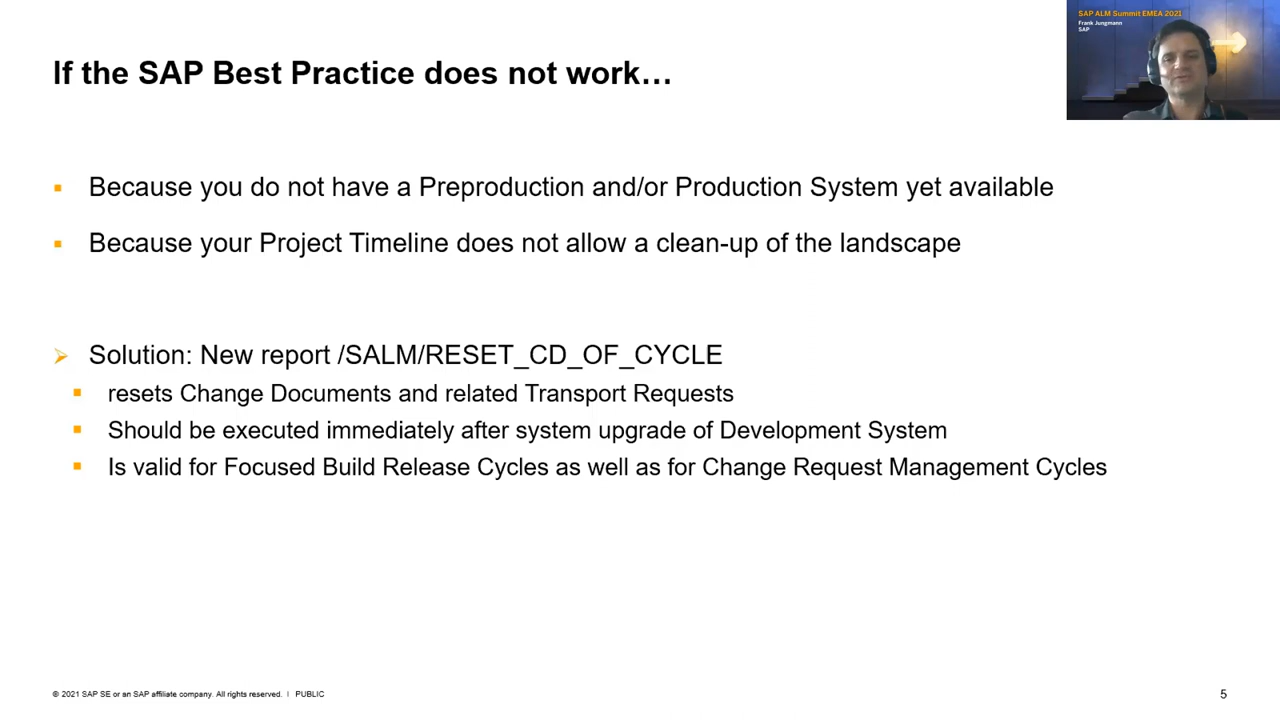 SAP ALM Summit EMEA 2021
Frank Jungmann
SAP
If the SAP Best Practice does not work…
Because you do not have a Preproduction and/or Production System yet available
Because your Project Timeline does not allow a clean-up of the landscape
Solution: New report /SALM/RESET_CD_OF_CYCLE
resets Change Documents and related Transport Requests
Should be executed immediately after system upgrade of Development System
Is valid for Focused Build Release Cycles as well as for Change Request Management Cycles
© 2021 SAP SE or an SAP affiliate company. All rights reserved. | PUBLIC
5